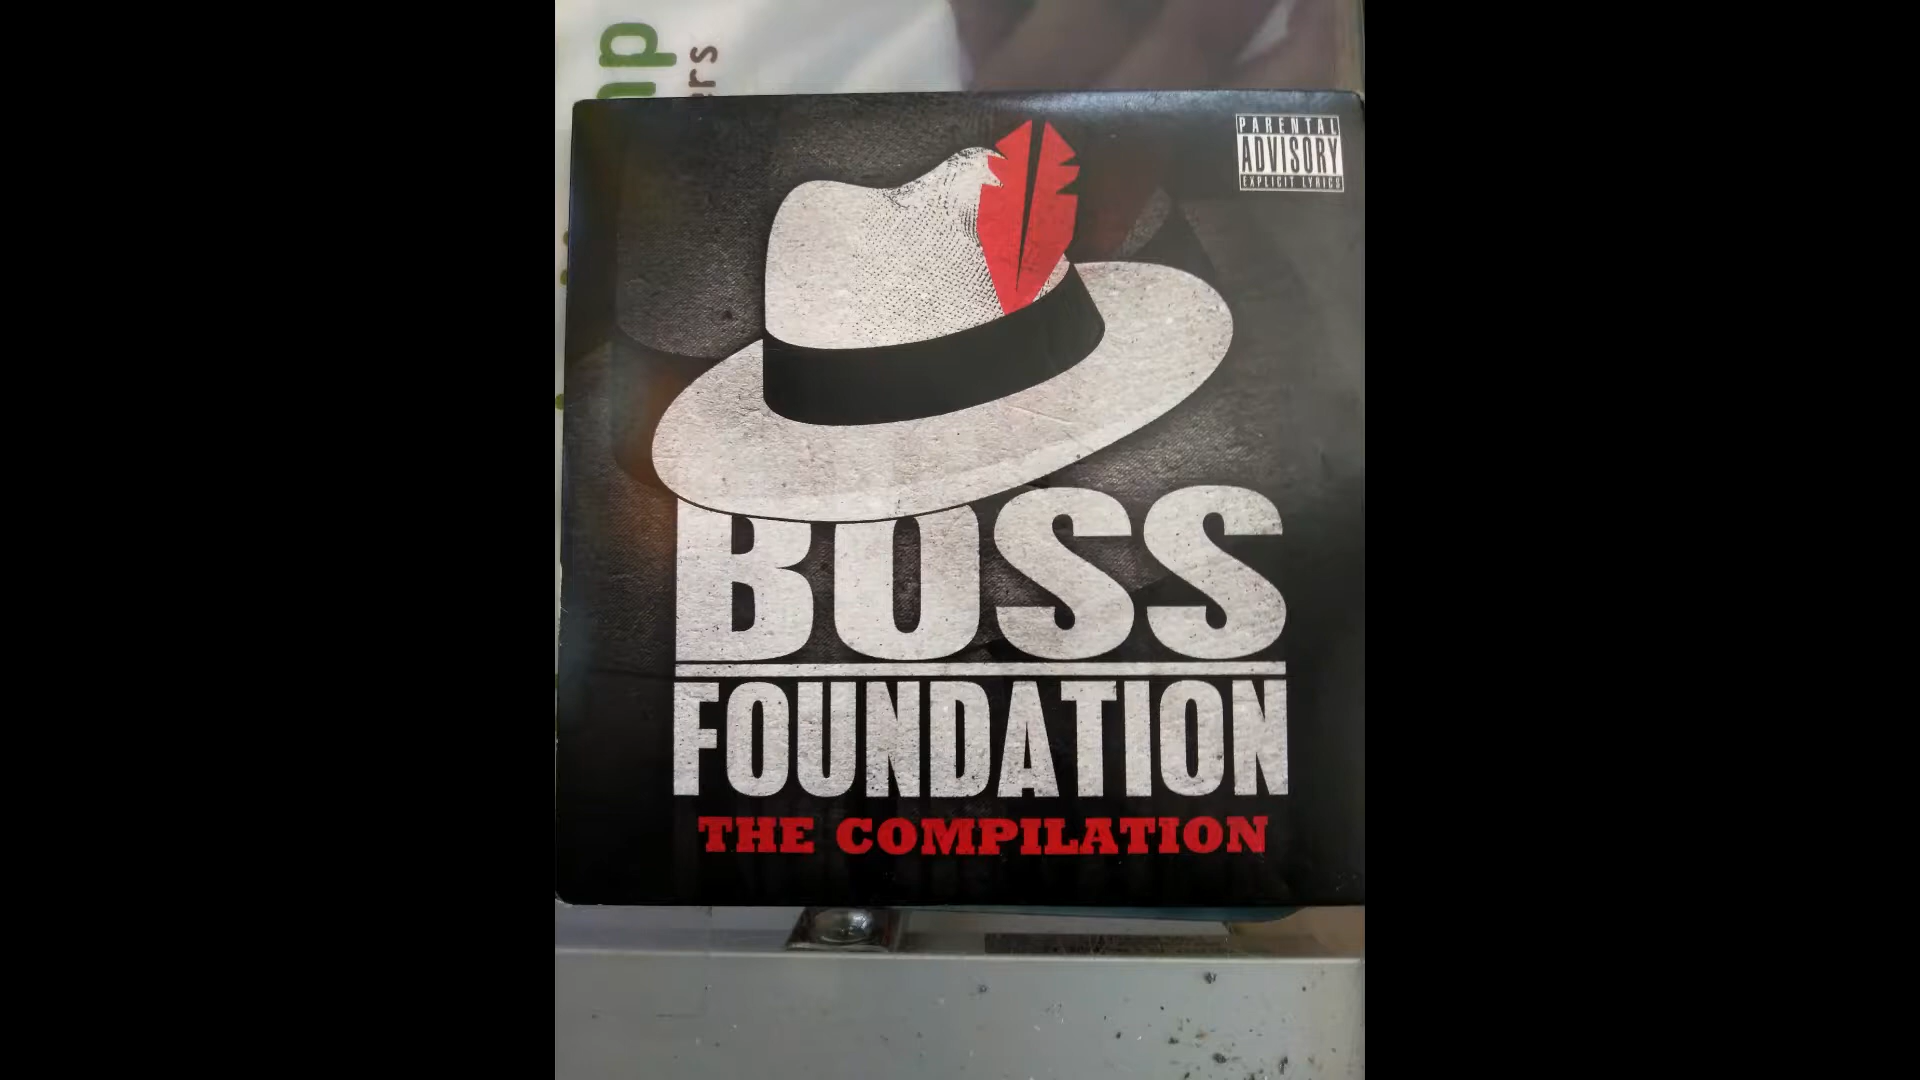 PARENTAL
ADVISORY
EXPLICIT LYRICS
BOSS
FOUNDATION
THE COMPILATION